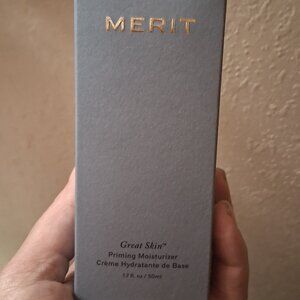 MERIT
Great Skin™
Priming Moisturizer
Crème Hydratante de Base
1.7 fl. oz / 50ml